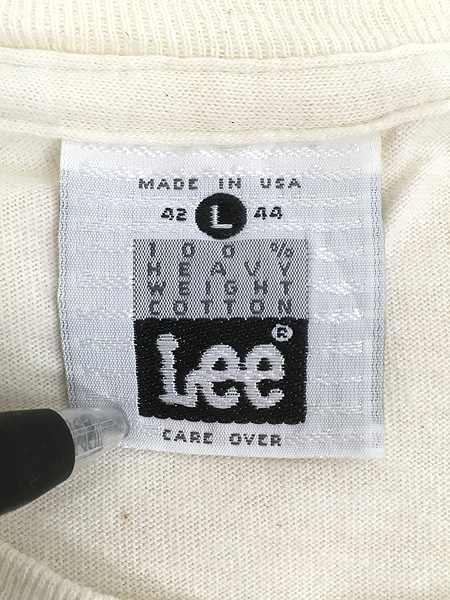 MADE IN USA
42 L 44
100%
HEAVY
WEIGHT
COTTON
Lee®
CARE OVER